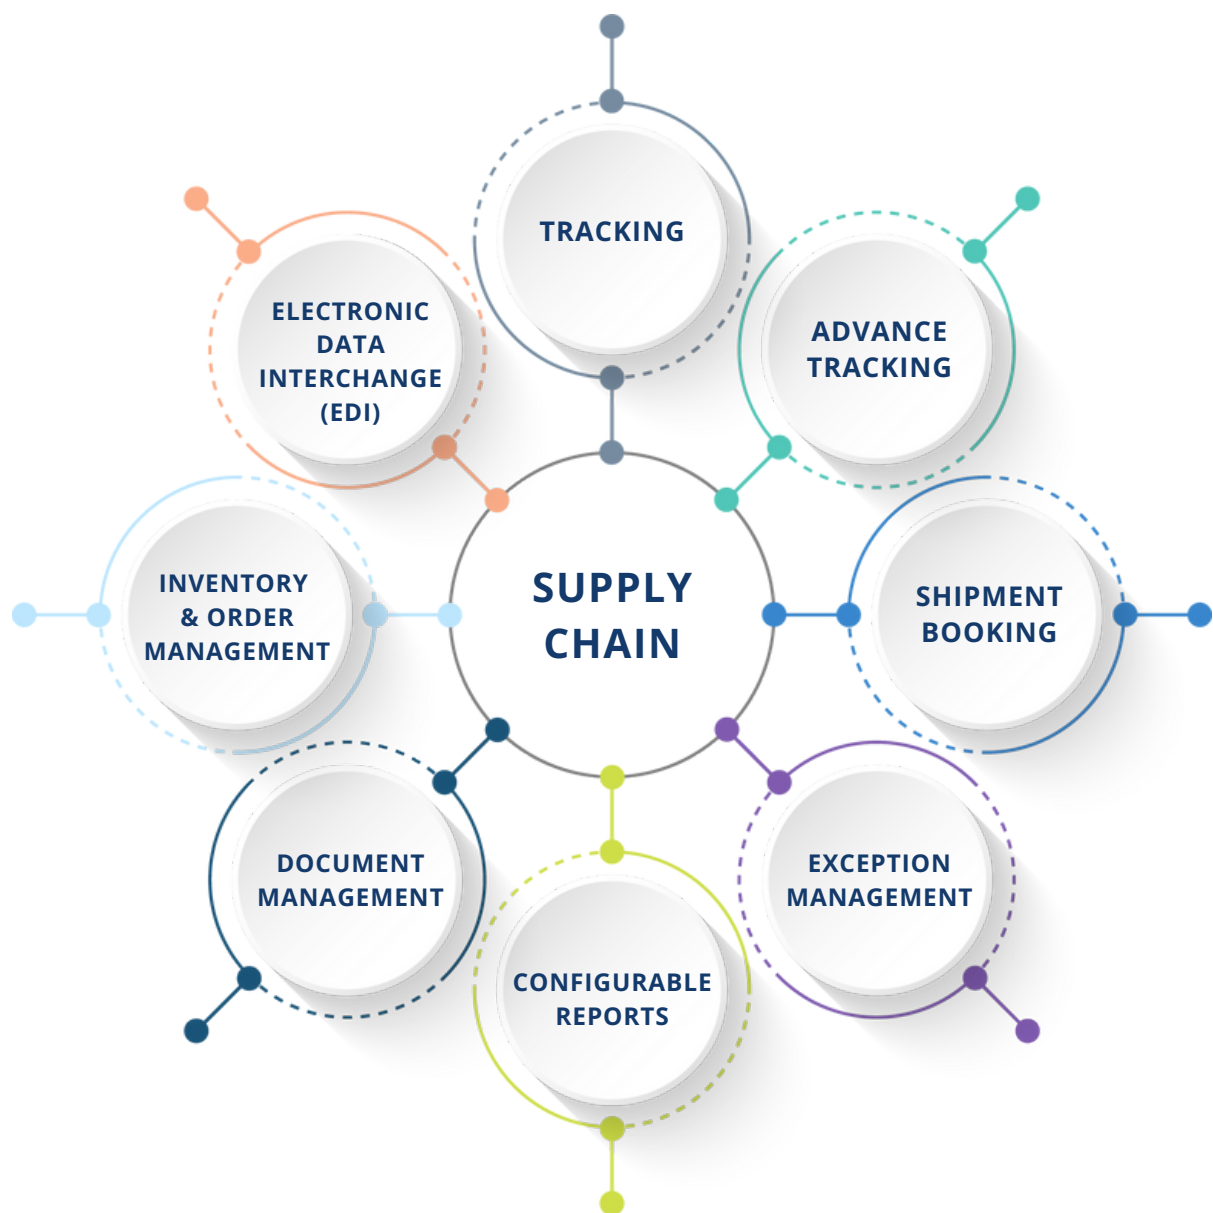 TRACKING
ELECTRONIC
DATA
INTERCHANGE
(EDI)
ADVANCE
TRACKING
INVENTORY
& ORDER
MANAGEMENT
SUPPLY
CHAIN
SHIPMENT
BOOKING
DOCUMENT
MANAGEMENT
EXCEPTION
MANAGEMENT
CONFIGURABLE
REPORTS